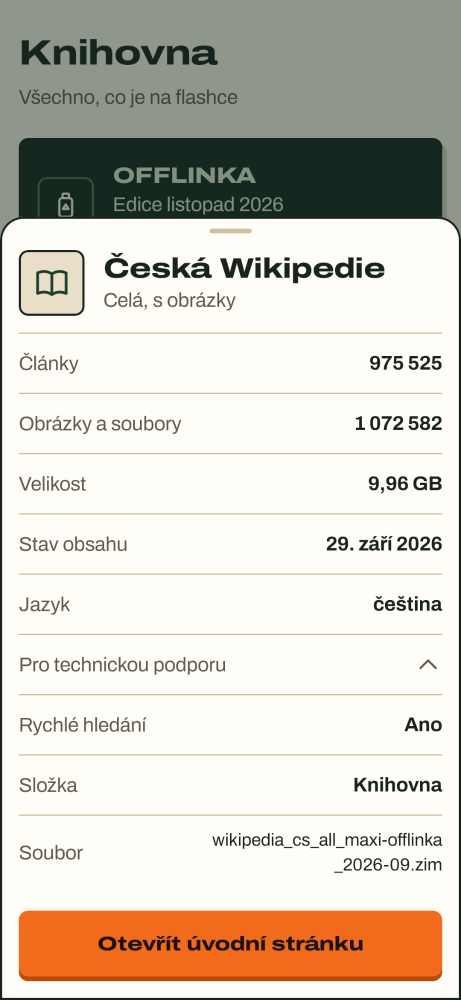 Knihovna
Všechno, co je na flashce
OFFLINKA
Edice listopad 2026
Česká Wikipedie
Celá, s obrázky
Články 975 525
Obrázky a soubory 1 072 582
Velikost 9,96 GB
Stav obsahu 29. září 2026
Jazyk čeština
Pro technickou podporu
Rychlé hledání Ano
Složka Knihovna
Soubor wikipedia_cs_all_maxi-offlinka
_2026-09.zim
Otevřít úvodní stránku